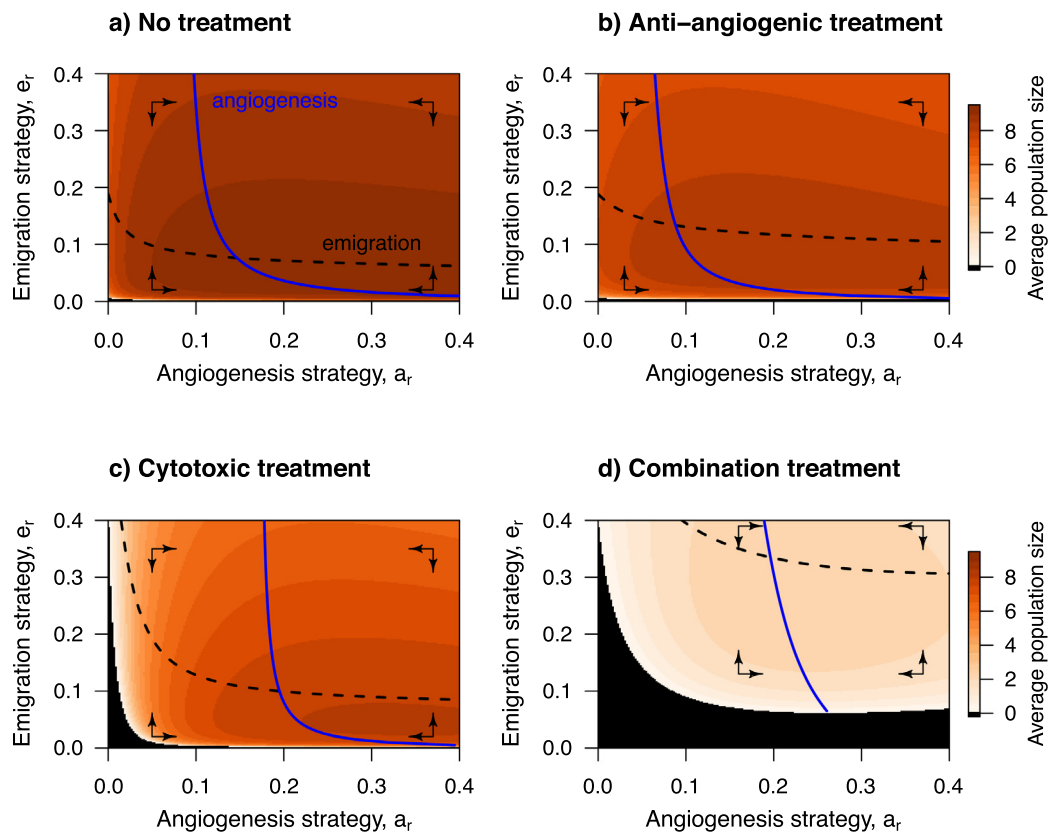 a) No treatment
b) Anti−angiogenic treatment
Emigration strategy, er
0.4
0.3
0.2
0.1
0.0
angiogenesis
emigration
0.0 0.1 0.2 0.3 0.4
Angiogenesis strategy, ar
Emigration strategy, er
0.4
0.3
0.2
0.1
0.0
0.0 0.1 0.2 0.3 0.4
Angiogenesis strategy, ar
8
6
4
2
0
Average population size
c) Cytotoxic treatment
d) Combination treatment
Emigration strategy, er
0.4
0.3
0.2
0.1
0.0
0.0 0.1 0.2 0.3 0.4
Angiogenesis strategy, ar
Emigration strategy, er
0.4
0.3
0.2
0.1
0.0
0.0 0.1 0.2 0.3 0.4
Angiogenesis strategy, ar
8
6
4
2
0
Average population size